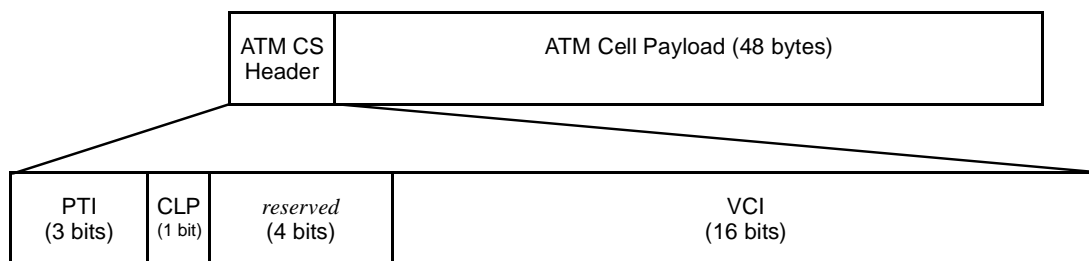 ATM CS
Header
ATM Cell Payload (48 bytes)
PTI
(3 bits)
CLP
(1 bit)
reserved
(4 bits)
VCI
(16 bits)